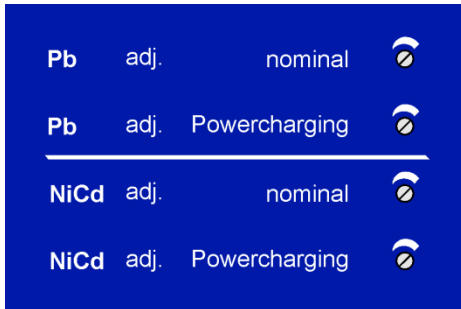 Pb adj. nominal
Pb adj. Powercharging
NiCd adj. nominal
NiCd adj. Powercharging